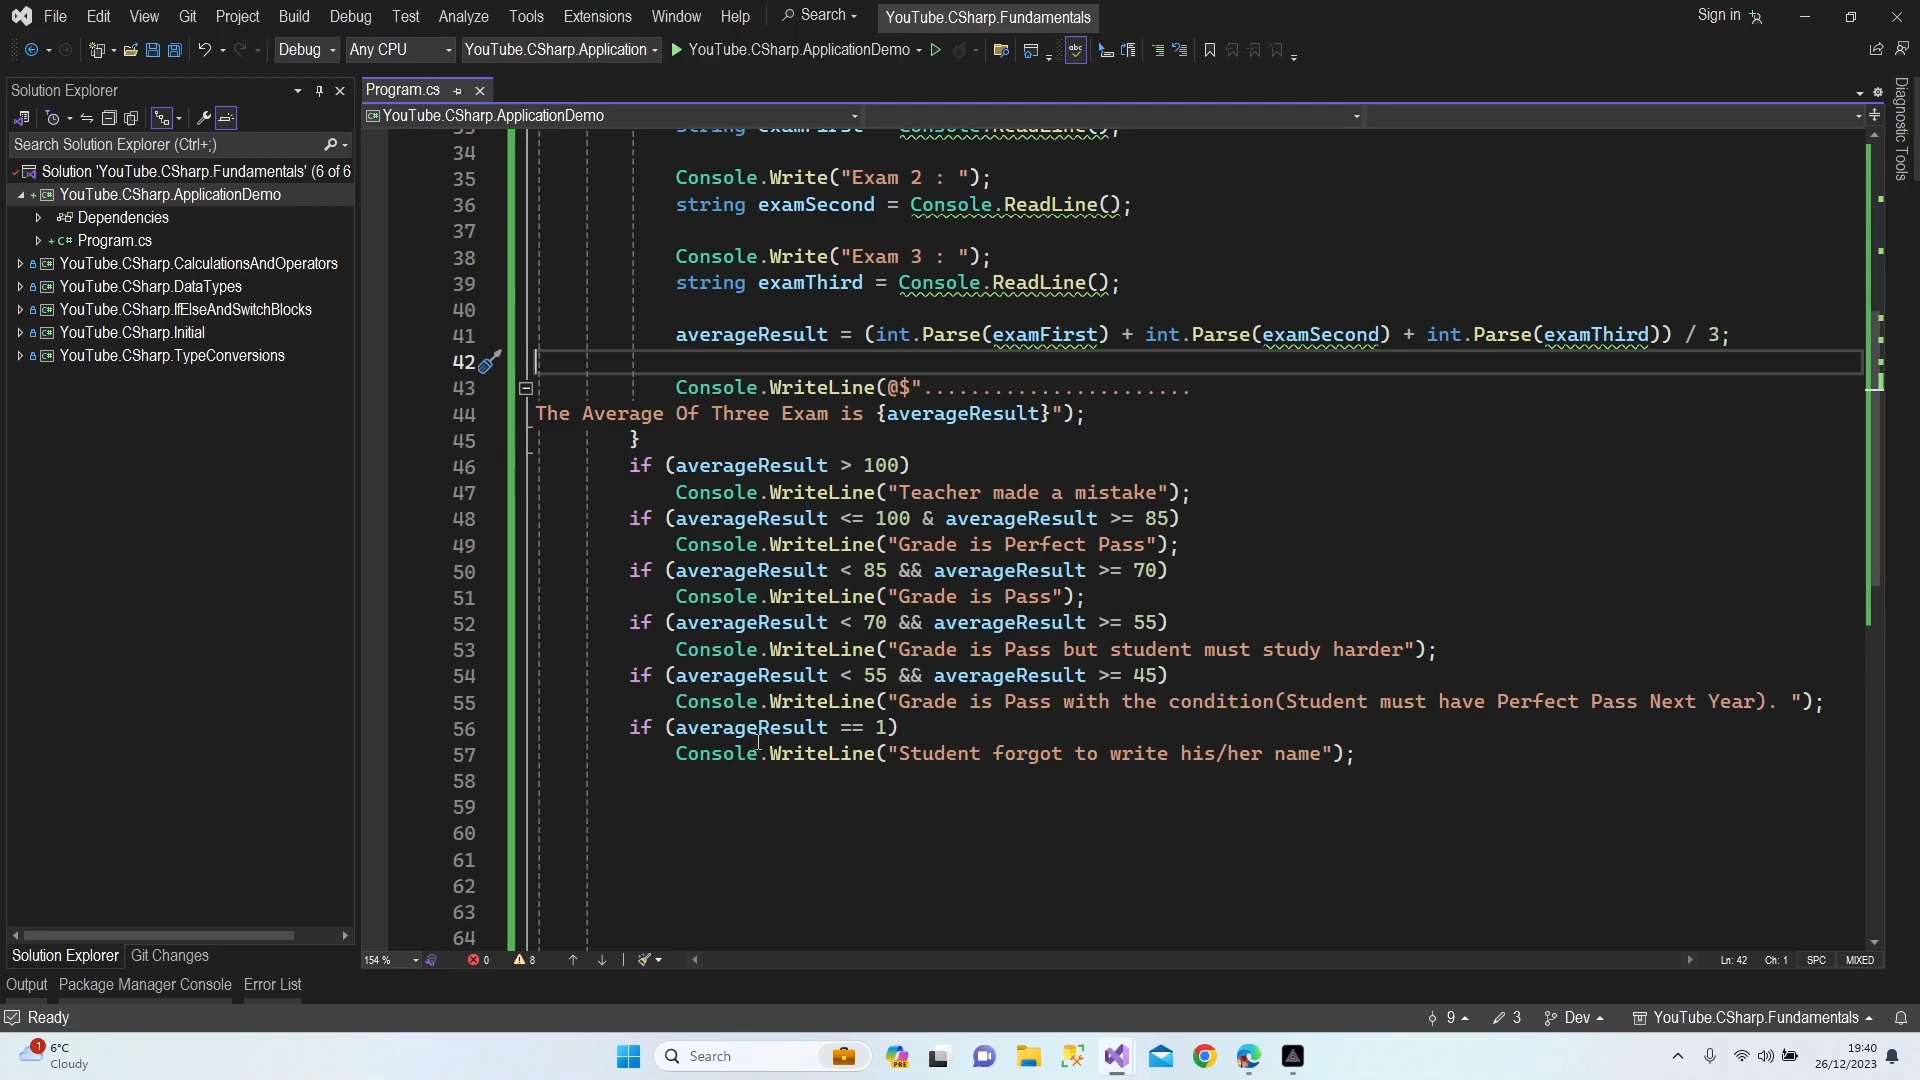 File Edit View Git Project Build Debug Test Analyze Tools Extensions Window Help Search YouTube.CSharp.Fundamentals Sign in
Debug Any CPU YouTube.CSharp.Application YouTube.CSharp.ApplicationDemo
Solution Explorer
Search Solution Explorer (Ctrl+;)
Solution 'YouTube.CSharp.Fundamentals' (6 of 6
YouTube.CSharp.ApplicationDemo
Dependencies
Program.cs
YouTube.CSharp.CalculationsAndOperators
YouTube.CSharp.DataTypes
YouTube.CSharp.IfElseAndSwitchBlocks
YouTube.CSharp.Initial
YouTube.CSharp.TypeConversions
Solution Explorer Git Changes
Program.cs
YouTube.CSharp.ApplicationDemo
33 string examFirst = Console.ReadLine();
34
35 Console.Write("Exam 2 : ");
36 string examSecond = Console.ReadLine();
37
38 Console.Write("Exam 3 : ");
39 string examThird = Console.ReadLine();
40
41 averageResult = (int.Parse(examFirst) + int.Parse(examSecond) + int.Parse(examThird)) / 3;
42
43 Console.WriteLine(@$".......................
44 The Average Of Three Exam is {averageResult}");
45 }
46 if (averageResult > 100)
47 Console.WriteLine("Teacher made a mistake");
48 if (averageResult <= 100 & averageResult >= 85)
49 Console.WriteLine("Grade is Perfect Pass");
50 if (averageResult < 85 && averageResult >= 70)
51 Console.WriteLine("Grade is Pass");
52 if (averageResult < 70 && averageResult >= 55)
53 Console.WriteLine("Grade is Pass but student must study harder");
54 if (averageResult < 55 && averageResult >= 45)
55 Console.WriteLine("Grade is Pass with the condition(Student must have Perfect Pass Next Year). ");
56 if (averageResult == 1)
57 Console.WriteLine("Student forgot to write his/her name");
58
59
60
61
62
63
64
154 % 0 8 Ln: 42 Ch: 1 SPC MIXED
Diagnostic Tools
Output Package Manager Console Error List
Ready 9 3 Dev YouTube.CSharp.Fundamentals
1 6°C
Cloudy
Search
PRE
19:40
26/12/2023